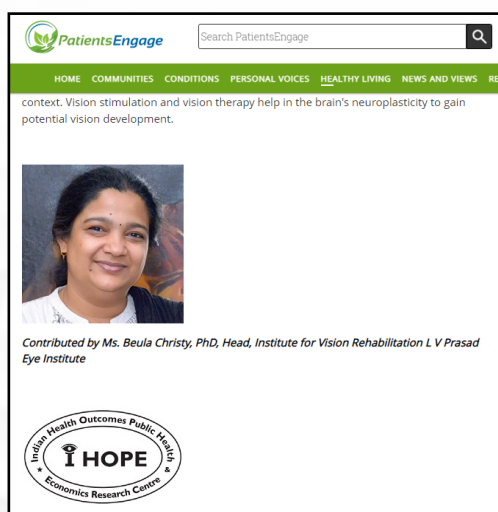 PatientsEngage
Search PatientsEngage
HOME COMMUNITIES CONDITIONS PERSONAL VOICES HEALTHY LIVING NEWS AND VIEWS RE
context. Vision stimulation and vision therapy help in the brain's neuroplasticity to gain
potential vision development.
Contributed by Ms. Beula Christy, PhD, Head, Institute for Vision Rehabilitation L V Prasad
Eye Institute
Indian Health Outcomes Public Health &
I HOPE
Economics Research Centre